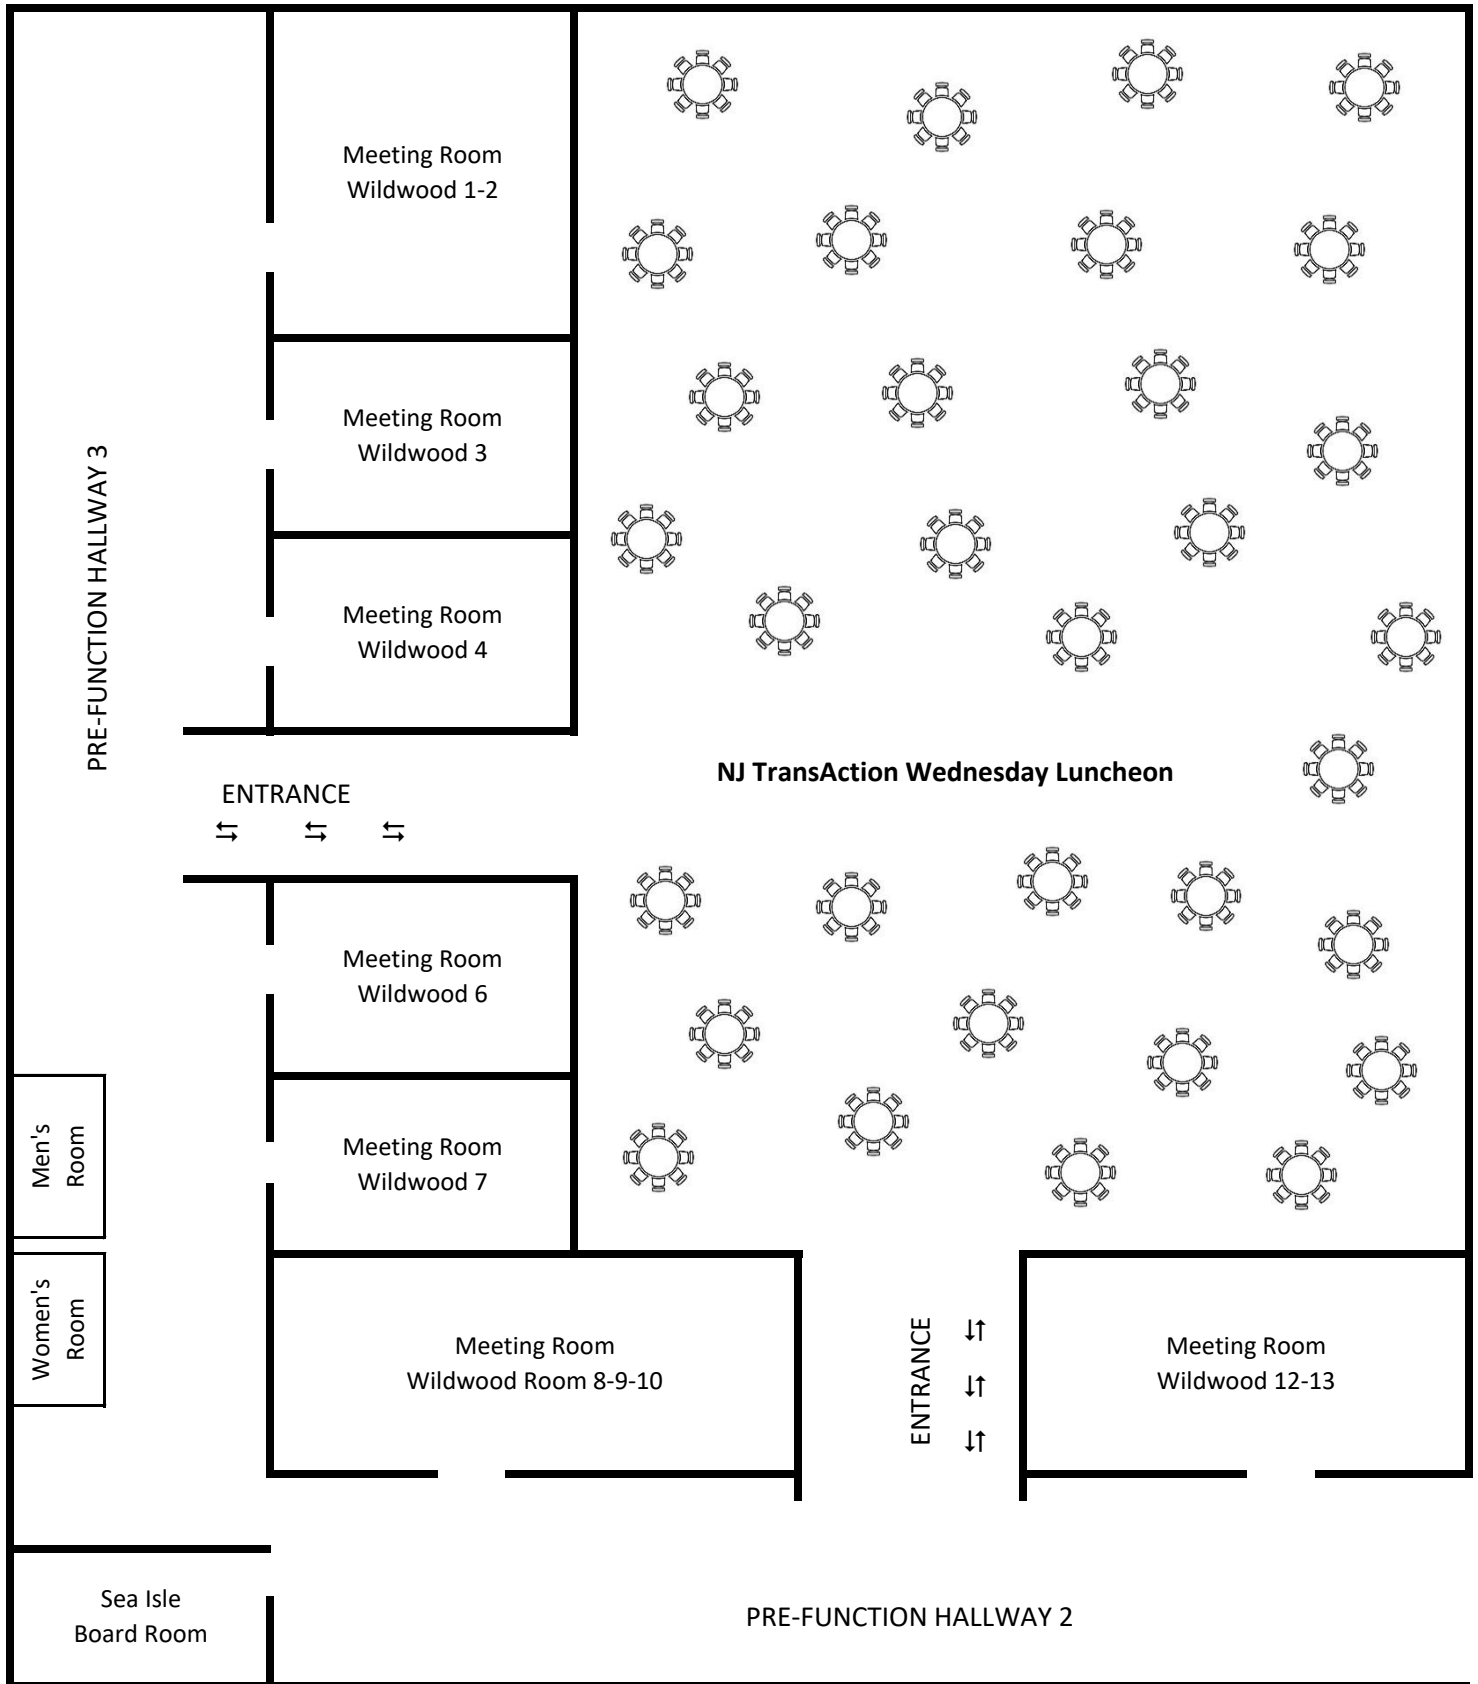 Meeting Room
Wildwood 1-2
Meeting Room
Wildwood 3
PRE-FUNCTION HALLWAY 3
Meeting Room
Wildwood 4
NJ TransAction Wednesday Luncheon
ENTRANCE
Meeting Room
Wildwood 6
Men's
Room
Meeting Room
Wildwood 7
Women's
Room
Meeting Room
Wildwood Room 8-9-10
ENTRANCE
Meeting Room
Wildwood 12-13
Sea Isle
Board Room
PRE-FUNCTION HALLWAY 2